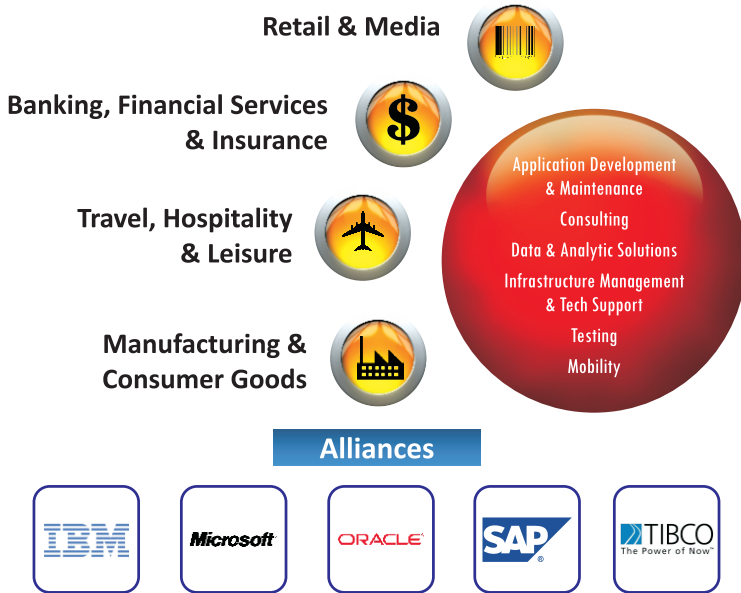 Retail & Media
Banking, Financial Services
& Insurance
Travel, Hospitality
& Leisure
Manufacturing &
Consumer Goods
Application Development
& Maintenance
Consulting
Data & Analytic Solutions
Infrastructure Management
& Tech Support
Testing
Mobility
Alliances
IBM
Microsoft
ORACLE
SAP®
TIBCO
The Power of Now™